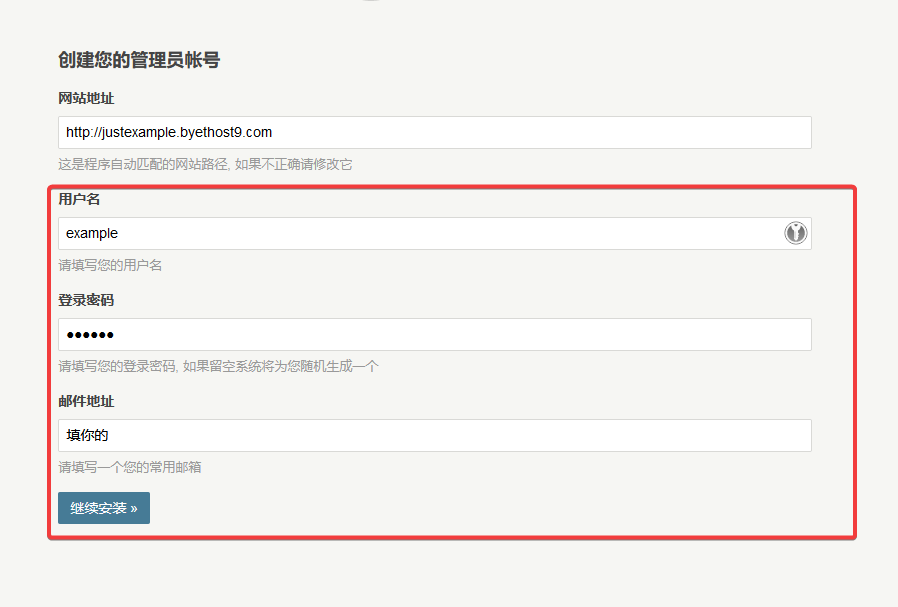 创建您的管理员帐号
网站地址
http://justexample.byethost9.com
这是程序自动匹配的网站路径, 如果不正确请修改它
用户名
example
请填写您的用户名
登录密码
••••••
请填写您的登录密码, 如果留空系统将为您随机生成一个
邮件地址
填你的
请填写一个您的常用邮箱
继续安装 »